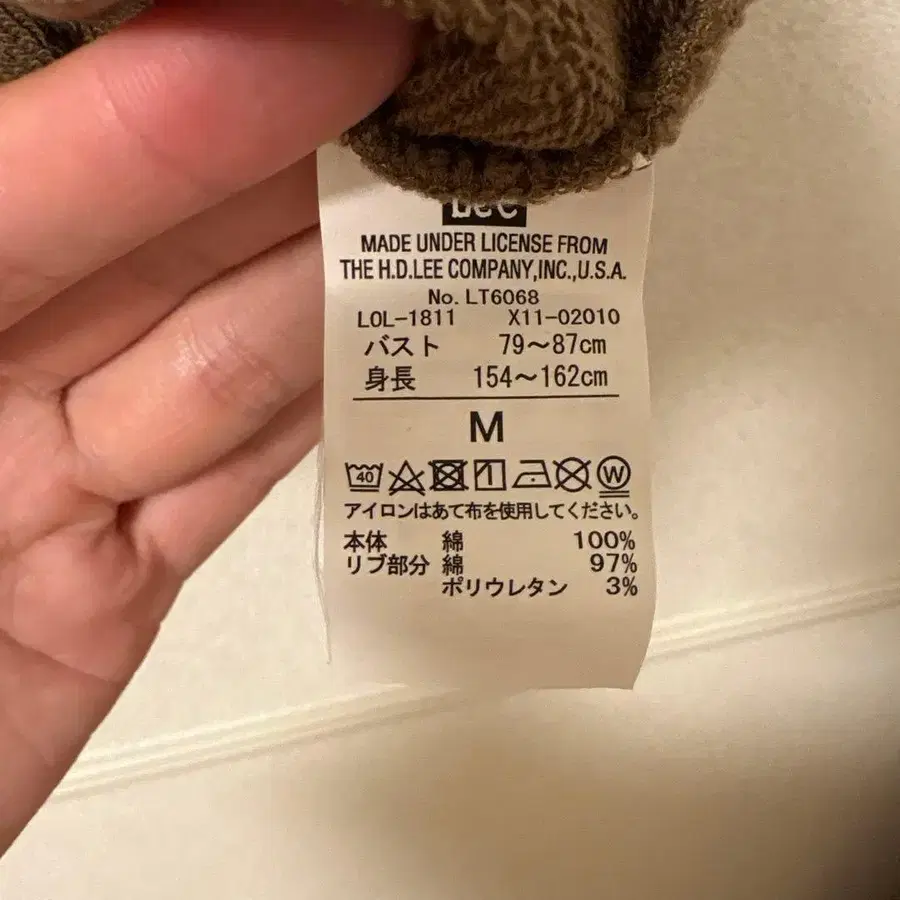 Lee
MADE UNDER LICENSE FROM
THE H.D.LEE COMPANY,INC.,U.S.A.
No. LT6068
LOL-1811 X11-02010
バスト 79～87cm
身長 154～162cm
M
40 W
アイロンはあて布を使用してください。
本体 綿 100%
リブ部分 綿 97%
ポリウレタン 3%